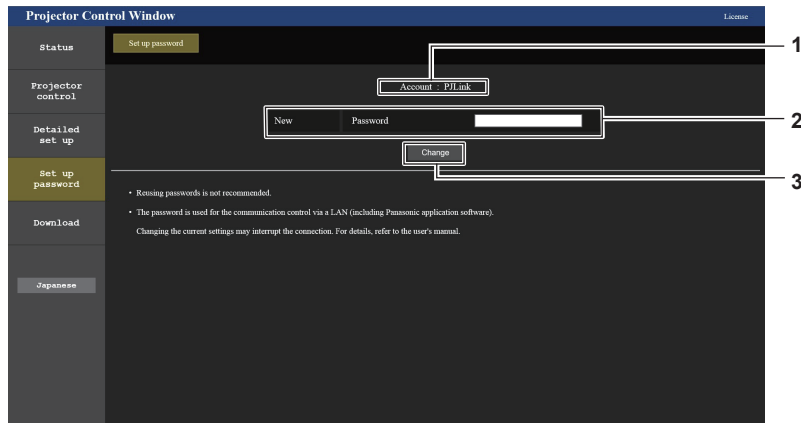 Projector Control Window
License
Status
Set up password
1
Projector
control
Account : PJLink
New Password
2
Detailed
set up
Change
Set up
password
3
• Reusing passwords is not recommended.
• The password is used for the communication control via a LAN (including Panasonic application software).
Changing the current settings may interrupt the connection. For details, refer to the user's manual.
Download
Japanese